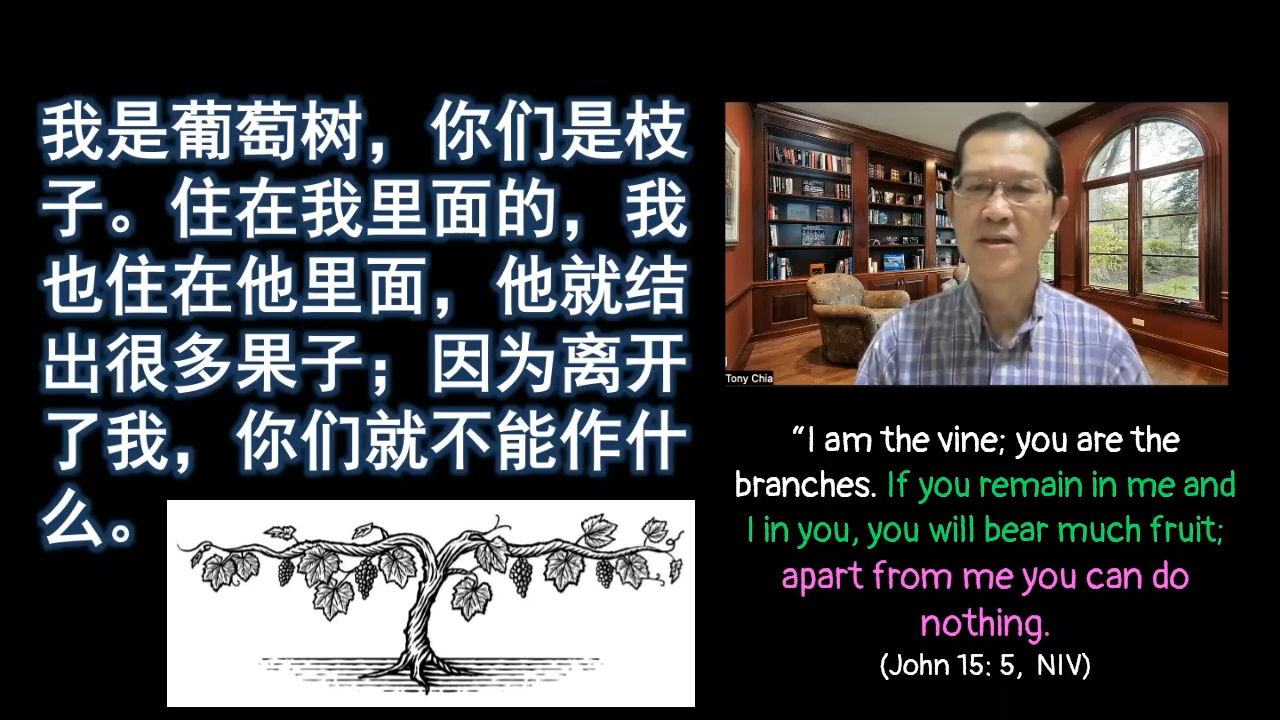 我是葡萄树，你们是枝
子。住在我里面的，我
也住在他里面，他就结
出很多果子；因为离开
了我，你们就不能作什
么。
Tony Chia
“I am the vine; you are the
branches. If you remain in me and
I in you, you will bear much fruit;
apart from me you can do
nothing.
(John 15: 5, NIV)